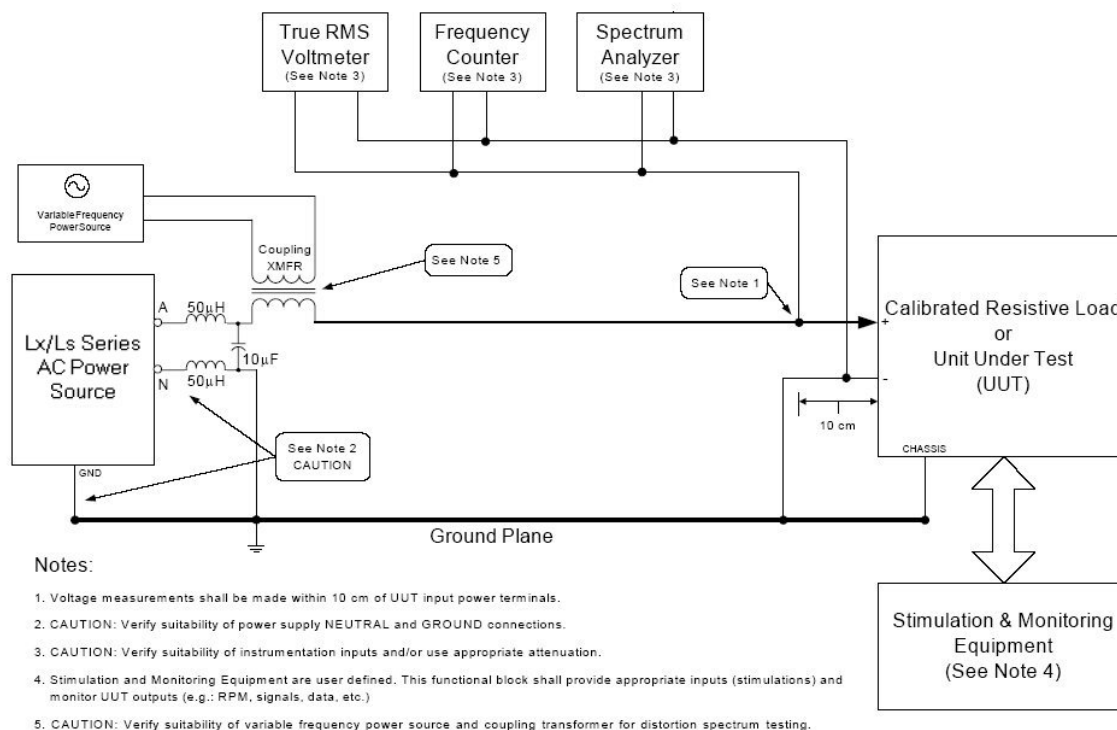 True RMS
Voltmeter
(See Note 3)
Frequency
Counter
(See Note 3)
Spectrum
Analyzer
(See Note 3)
Variable Frequency
Power Source
Coupling
XMFR
See Note 5
See Note 1
A
50µH
Lx/Ls Series
AC Power
Source
10µF
N
50µH
+
Calibrated Resistive Load
or
Unit Under Test
(UUT)
-
10 cm
CHASSIS
See Note 2
CAUTION
GND
Ground Plane
Notes:
1. Voltage measurements shall be made within 10 cm of UUT input power terminals.
2. CAUTION: Verify suitability of power supply NEUTRAL and GROUND connections.
3. CAUTION: Verify suitability of instrumentation inputs and/or use appropriate attenuation.
4. Stimulation and Monitoring Equipment are user defined. This functional block shall provide appropriate inputs (stimulations) and
monitor UUT outputs (e.g.: RPM, signals, data, etc.)
5. CAUTION: Verify suitability of variable frequency power source and coupling transformer for distortion spectrum testing.
Stimulation & Monitoring
Equipment
(See Note 4)